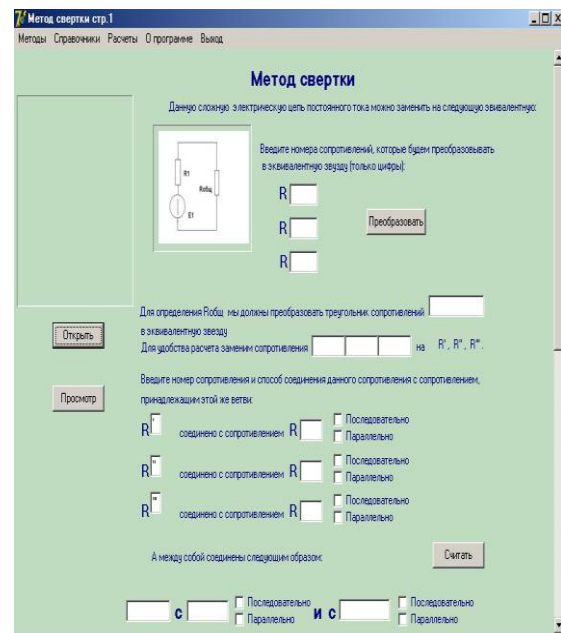 Метод свертки стр.1
Методы Справочники Расчеты О программе Выход
Метод свертки
Данную сложную электрическую цепь постоянного тока можно заменить на следующую эвивалентную:
R1
Rобщ
E1
Введите номера сопротивлений, которые будем преобразовывать
в эквивалентную звузду (только цифры):
R
R
Преобразовать
R
Для определения Rобщ мы должны преобразовать треугольник сопротивлений
в эквивалентную звезду
Для удобства расчета заменим сопротивления на R', R'', R'''.
Открыть
Введите номер сопротивления и способ соединения данного сопротивления с сопротивлением,
принадлежащим этой же ветви:
Просмотр
R ' соединено с сопротивлением R Последовательно
Параллельно
R '' соединено с сопротивлением R Последовательно
Параллельно
R ''' соединено с сопротивлением R Последовательно
Параллельно
А между собой соединены следующим образом: Считать
с Последовательно и с Последовательно
Параллельно Параллельно